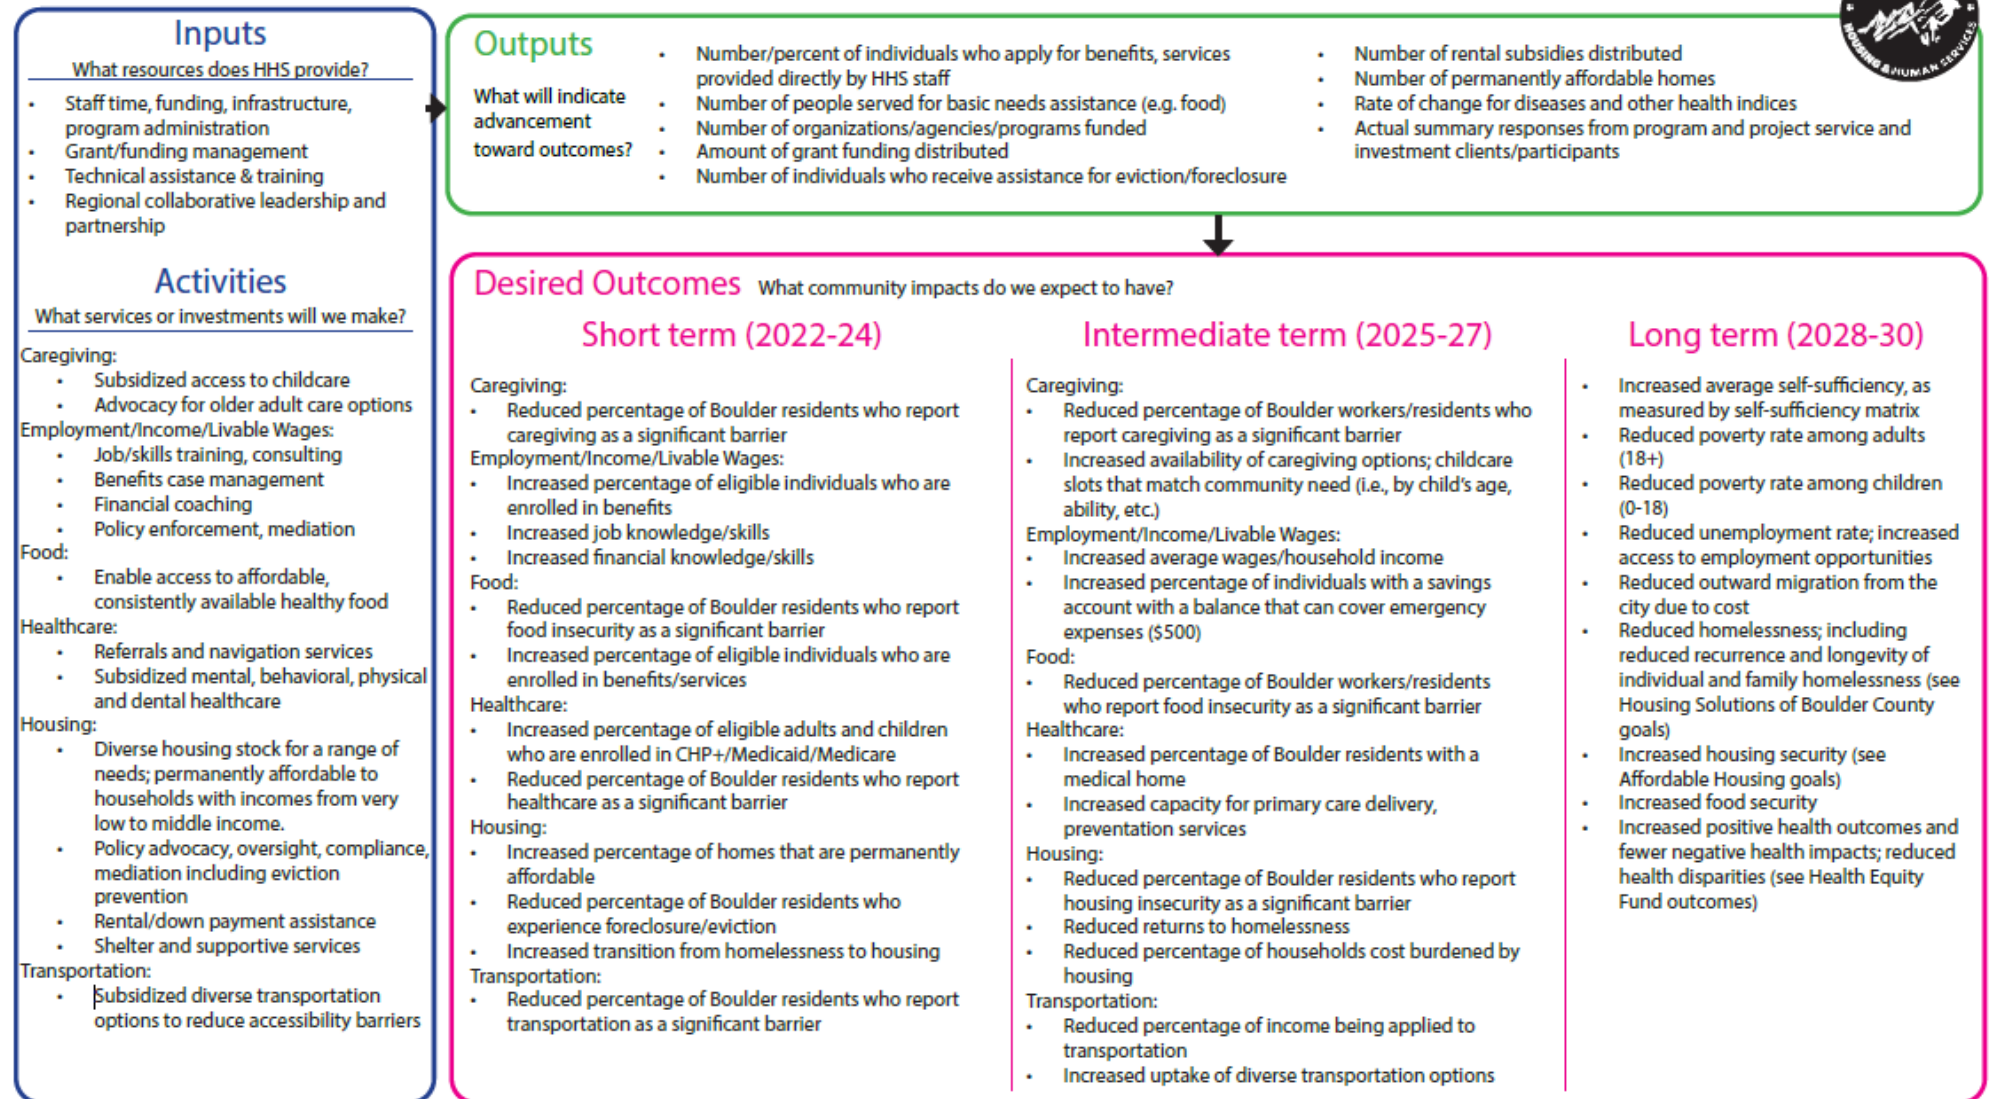 Inputs
What resources does HHS provide?
• Staff time, funding, infrastructure,
program administration
• Grant/funding management
• Technical assistance & training
• Regional collaborative leadership and
partnership
Activities
What services or investments will we make?
Caregiving:
• Subsidized access to childcare
• Advocacy for older adult care options
Employment/Income/Livable Wages:
• Job/skills training, consulting
• Benefits case management
• Financial coaching
• Policy enforcement, mediation
Food:
• Enable access to affordable,
consistently available healthy food
Healthcare:
• Referrals and navigation services
• Subsidized mental, behavioral, physical
and dental healthcare
Housing:
• Diverse housing stock for a range of
needs; permanently affordable to
households with incomes from very
low to middle income.
• Policy advocacy, oversight, compliance,
mediation including eviction
prevention
• Rental/down payment assistance
• Shelter and supportive services
Transportation:
• Subsidized diverse transportation
options to reduce accessibility barriers
Outputs
What will indicate
advancement
toward outcomes?
• Number/percent of individuals who apply for benefits, services
provided directly by HHS staff
• Number of people served for basic needs assistance (e.g. food)
• Number of organizations/agencies/programs funded
• Amount of grant funding distributed
• Number of individuals who receive assistance for eviction/foreclosure
• Number of rental subsidies distributed
• Number of permanently affordable homes
• Rate of change for diseases and other health indices
• Actual summary responses from program and project service and
investment clients/participants
HOUSING & HUMAN SERVICES
Desired Outcomes What community impacts do we expect to have?
Short term (2022-24)
Caregiving:
• Reduced percentage of Boulder residents who report
caregiving as a significant barrier
Employment/Income/Livable Wages:
• Increased percentage of eligible individuals who are
enrolled in benefits
• Increased job knowledge/skills
• Increased financial knowledge/skills
Food:
• Reduced percentage of Boulder residents who report
food insecurity as a significant barrier
• Increased percentage of eligible individuals who are
enrolled in benefits/services
Healthcare:
• Increased percentage of eligible adults and children
who are enrolled in CHP+/Medicaid/Medicare
• Reduced percentage of Boulder residents who report
healthcare as a significant barrier
Housing:
• Increased percentage of homes that are permanently
affordable
• Reduced percentage of Boulder residents who
experience foreclosure/eviction
• Increased transition from homelessness to housing
Transportation:
• Reduced percentage of Boulder residents who report
transportation as a significant barrier
Intermediate term (2025-27)
Caregiving:
• Reduced percentage of Boulder workers/residents who
report caregiving as a significant barrier
• Increased availability of caregiving options; childcare
slots that match community need (i.e., by child's age,
ability, etc.)
Employment/Income/Livable Wages:
• Increased average wages/household income
• Increased percentage of individuals with a savings
account with a balance that can cover emergency
expenses ($500)
Food:
• Reduced percentage of Boulder workers/residents
who report food insecurity as a significant barrier
Healthcare:
• Increased percentage of Boulder residents with a
medical home
• Increased capacity for primary care delivery,
preventation services
Housing:
• Reduced percentage of Boulder residents who report
housing insecurity as a significant barrier
• Reduced returns to homelessness
• Reduced percentage of households cost burdened by
housing
Transportation:
• Reduced percentage of income being applied to
transportation
• Increased uptake of diverse transportation options
Long term (2028-30)
• Increased average self-sufficiency, as
measured by self-sufficiency matrix
• Reduced poverty rate among adults
(18+)
• Reduced poverty rate among children
(0-18)
• Reduced unemployment rate; increased
access to employment opportunities
• Reduced outward migration from the
city due to cost
• Reduced homelessness; including
reduced recurrence and longevity of
individual and family homelessness (see
Housing Solutions of Boulder County
goals)
• Increased housing security (see
Affordable Housing goals)
• Increased food security
• Increased positive health outcomes and
fewer negative health impacts; reduced
health disparities (see Health Equity
Fund outcomes)